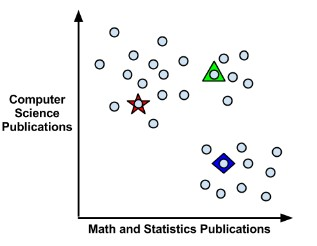 Computer
Science
Publications
Math and Statistics Publications